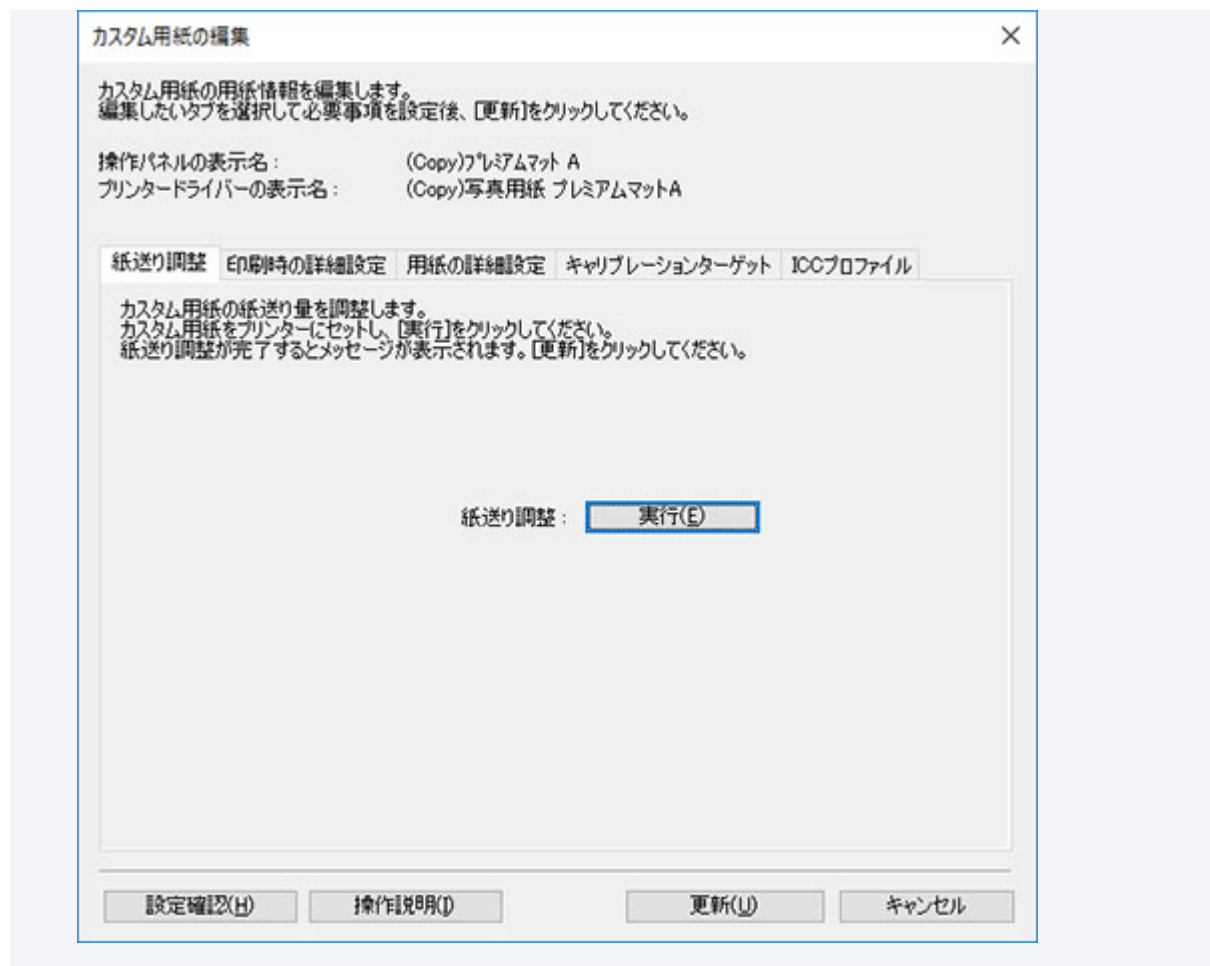 カスタム用紙の編集
カスタム用紙の用紙情報を編集します。
編集したいタブを選択して必要事項を設定後、[更新]をクリックしてください。
操作パネルの表示名: (Copy)プレミアムマット A
プリンタードライバーの表示名: (Copy)写真用紙 プレミアムマットA
紙送り調整 印刷時の詳細設定 用紙の詳細設定 キャリブレーションターゲット ICCプロファイル
カスタム用紙の紙送り量を調整します。
カスタム用紙をプリンターにセットし、[実行]をクリックしてください。
紙送り調整が完了するとメッセージが表示されます。[更新]をクリックしてください。
紙送り調整: 実行(E)
設定確認(H) 操作説明(I) 更新(U) キャンセル